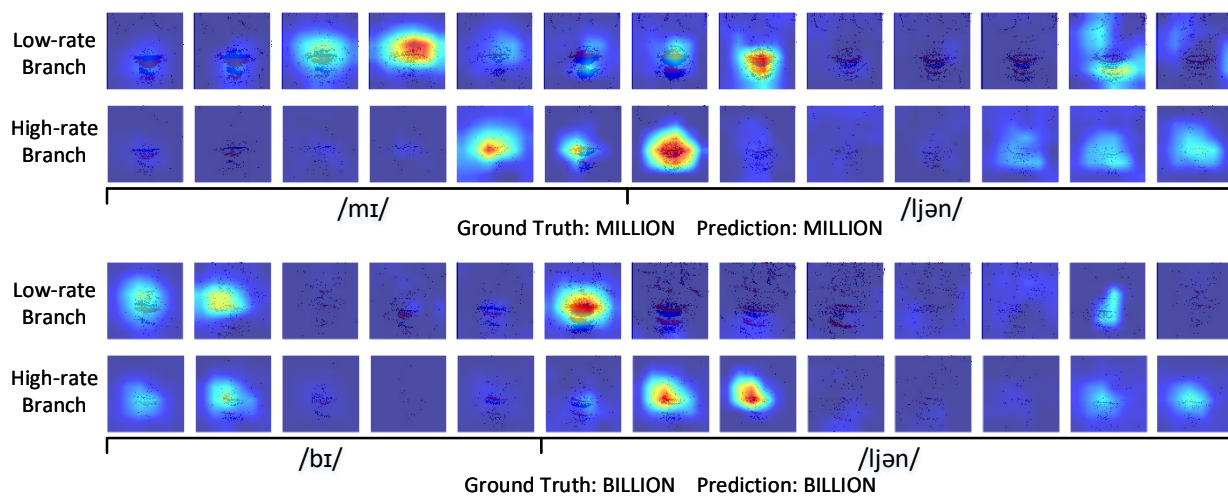 Low-rate
Branch
High-rate
Branch
/mɪ/ /ljən/
Ground Truth: MILLION Prediction: MILLION
Low-rate
Branch
High-rate
Branch
/bɪ/ /ljən/
Ground Truth: BILLION Prediction: BILLION